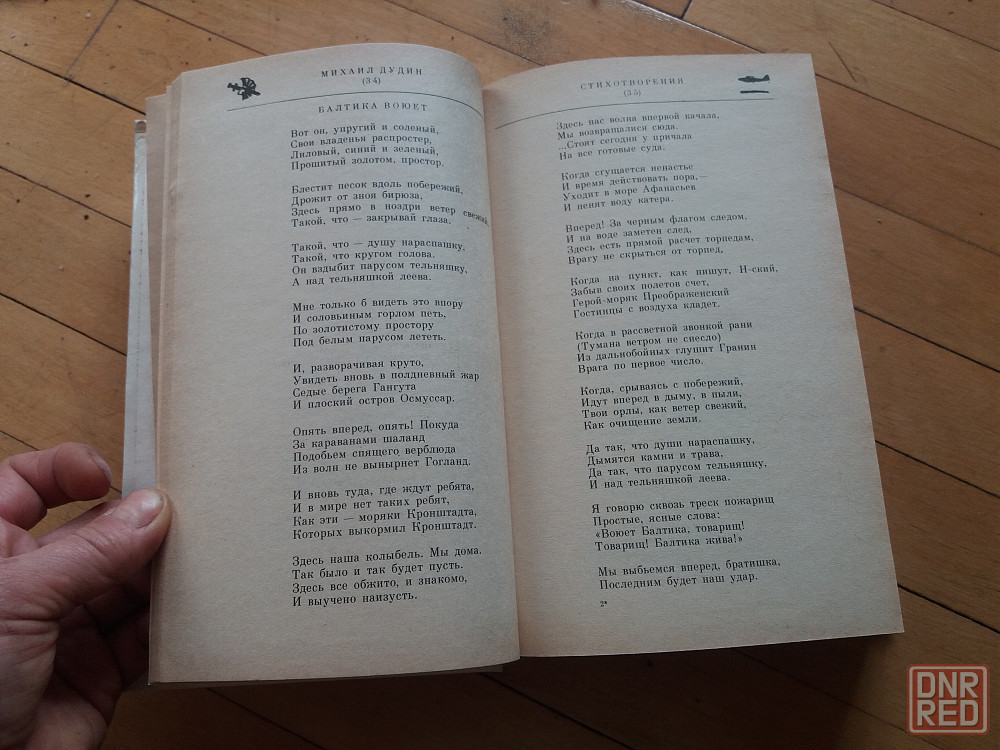 МИХАИЛ ДУДИН
(34)
БАЛТИКА ВОЮЕТ
Вот он, упругий и соленый,
Свои владенья распростер,
Лиловый, синий и зеленый,
Прошитый золотом, простор.
Блестит песок вдоль побережий,
Дрожит от зноя бирюза,
Здесь прямо в ноздри ветер свежий,
Такой, что — закрывай глаза.
Такой, что — душу нараспашку,
Такой, что кругом голова.
Он вздыбит парусом тельняшку,
А над тельняшкой леева.
Мне только б видеть это впору
И соловьиным горлом петь,
По золотистому простору
Под белым парусом лететь.
И, разворачивая круто,
Увидеть вновь в полдневный жар
Седые берега Гангута
И плоский остров Осмуссар.
Опять вперед, опять! Покуда
За караванами шаланд
Подобьем спящего верблюда
Из волн не вынырнет Гогланд.
И вновь туда, где ждут ребята,
И в мире нет таких ребят,
Как эти — моряки Кронштадта,
Которых выкормил Кронштадт.
Здесь наша колыбель. Мы дома.
Так было и так будет пусть.
Здесь все обжито, и знакомо,
И выучено наизусть.
СТИХОТВОРЕНИЯ
(35)
Здесь нас волна впервой качала,
Мы возвращалися сюда.
...Стоят сегодня у причала
На все готовые суда.
Когда сгущается ненастье
И время действовать пора,—
Уходит в море Афанасьев
И пенят воду катера.
Вперед! За черным флагом следом,
И на воде заметен след,
Здесь есть прямой расчет торпедам,
Врагу не скрыться от торпед,
Когда на пункт, как пишут, Н-ский,
Забыв своих полетов счет,
Герой-моряк Преображенский
Гостинцы с воздуха кладет.
Когда в рассветной звонкой рани
(Тумана ветром не снесло)
Из дальнобойных глушит Гранин
Врага по первое число.
Когда, срываясь с побережий,
Идут вперед в дыму, в пыли,
Твои орлы, как ветер свежий,
Как очищение земли.
Да так, что души нараспашку,
Дымятся камни и трава,
Да так, что парусом тельняшку,
И над тельняшкой леева.
Я говорю сквозь треск пожарищ
Простые, ясные слова:
«Воюет Балтика, товарищ!
Товарищ! Балтика жива!»
Мы выбьемся вперед, братишка,
Последним будет наш удар.
2*
DNR
RED